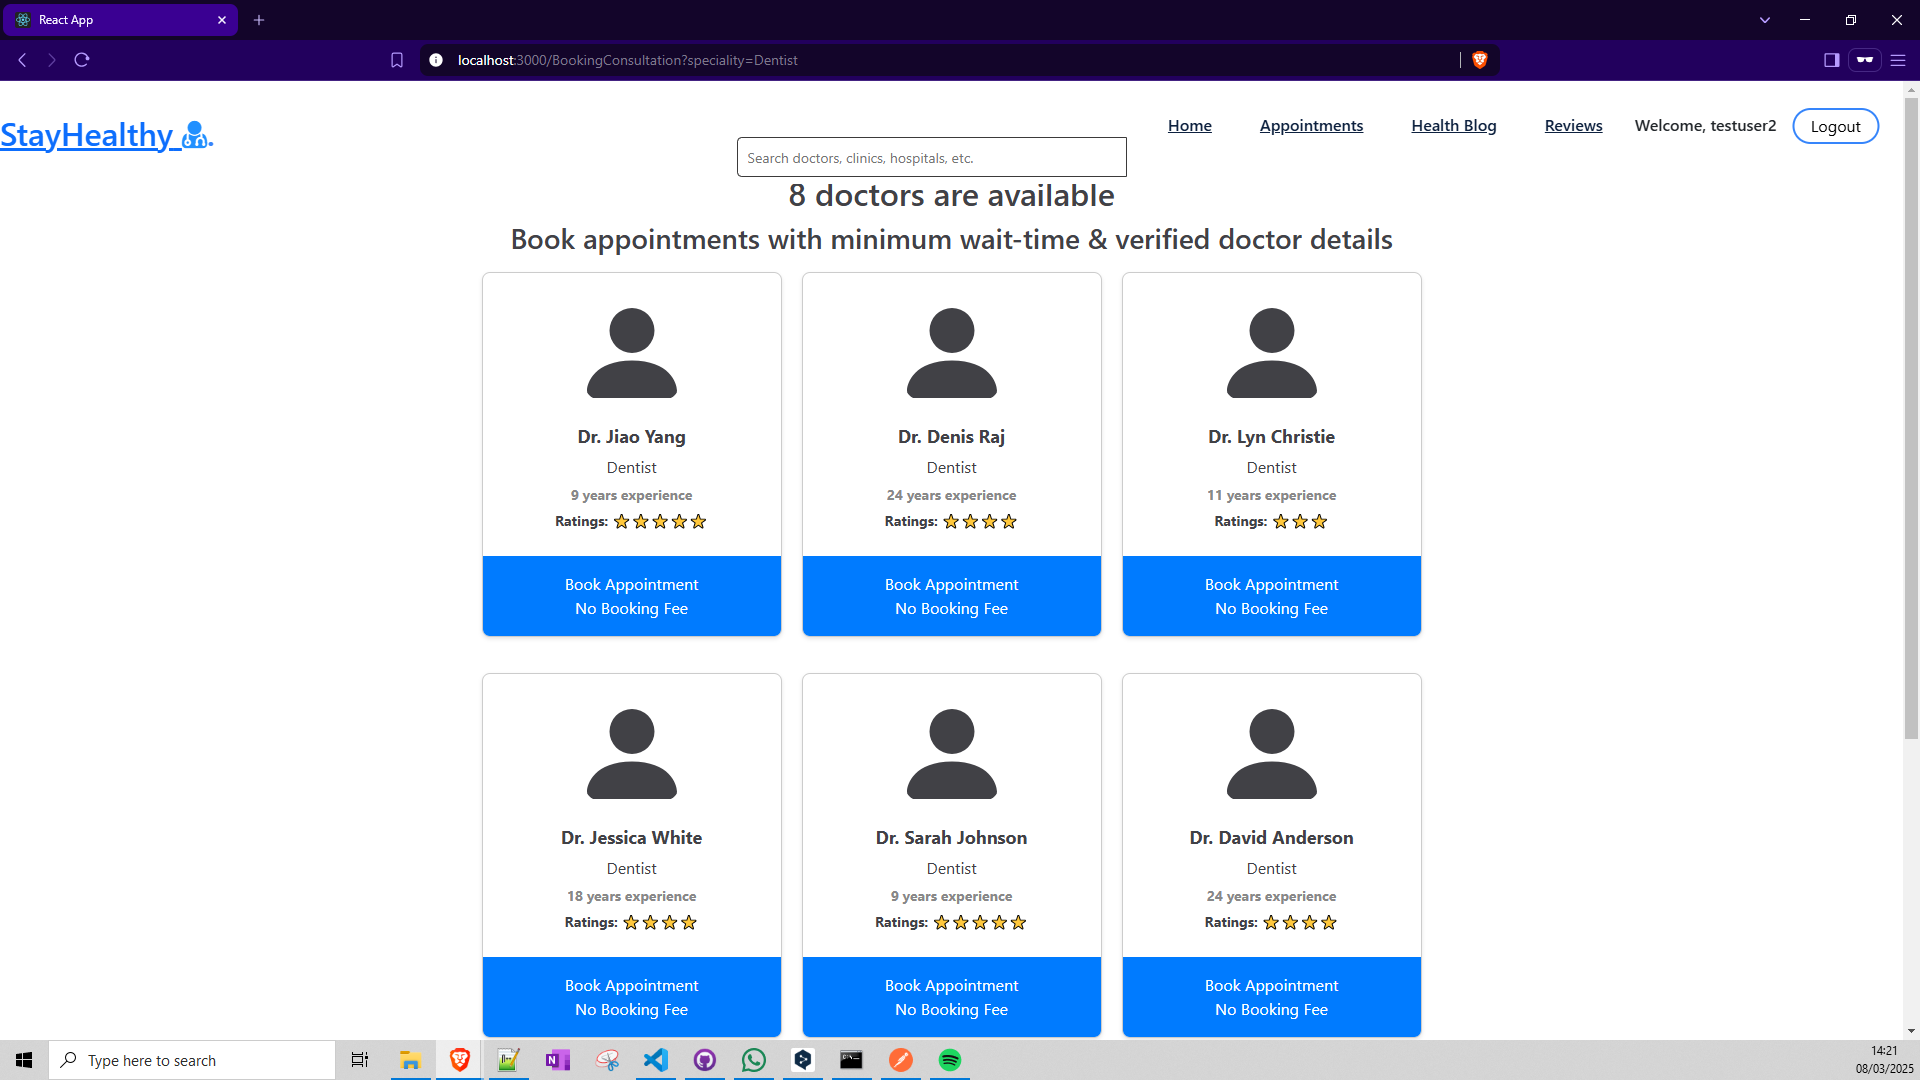 React App
localhost:3000/BookingConsultation?speciality=Dentist
StayHealthy
Home
Appointments
Health Blog
Reviews
Welcome, testuser2
Logout
Search doctors, clinics, hospitals, etc.
8 doctors are available
Book appointments with minimum wait-time & verified doctor details
Dr. Jiao Yang
Dentist
9 years experience
Ratings:
Book Appointment
No Booking Fee
Dr. Denis Raj
Dentist
24 years experience
Ratings:
Book Appointment
No Booking Fee
Dr. Lyn Christie
Dentist
11 years experience
Ratings:
Book Appointment
No Booking Fee
Dr. Jessica White
Dentist
18 years experience
Ratings:
Book Appointment
No Booking Fee
Dr. Sarah Johnson
Dentist
9 years experience
Ratings:
Book Appointment
No Booking Fee
Dr. David Anderson
Dentist
24 years experience
Ratings:
Book Appointment
No Booking Fee
Type here to search
14:21
08/03/2025